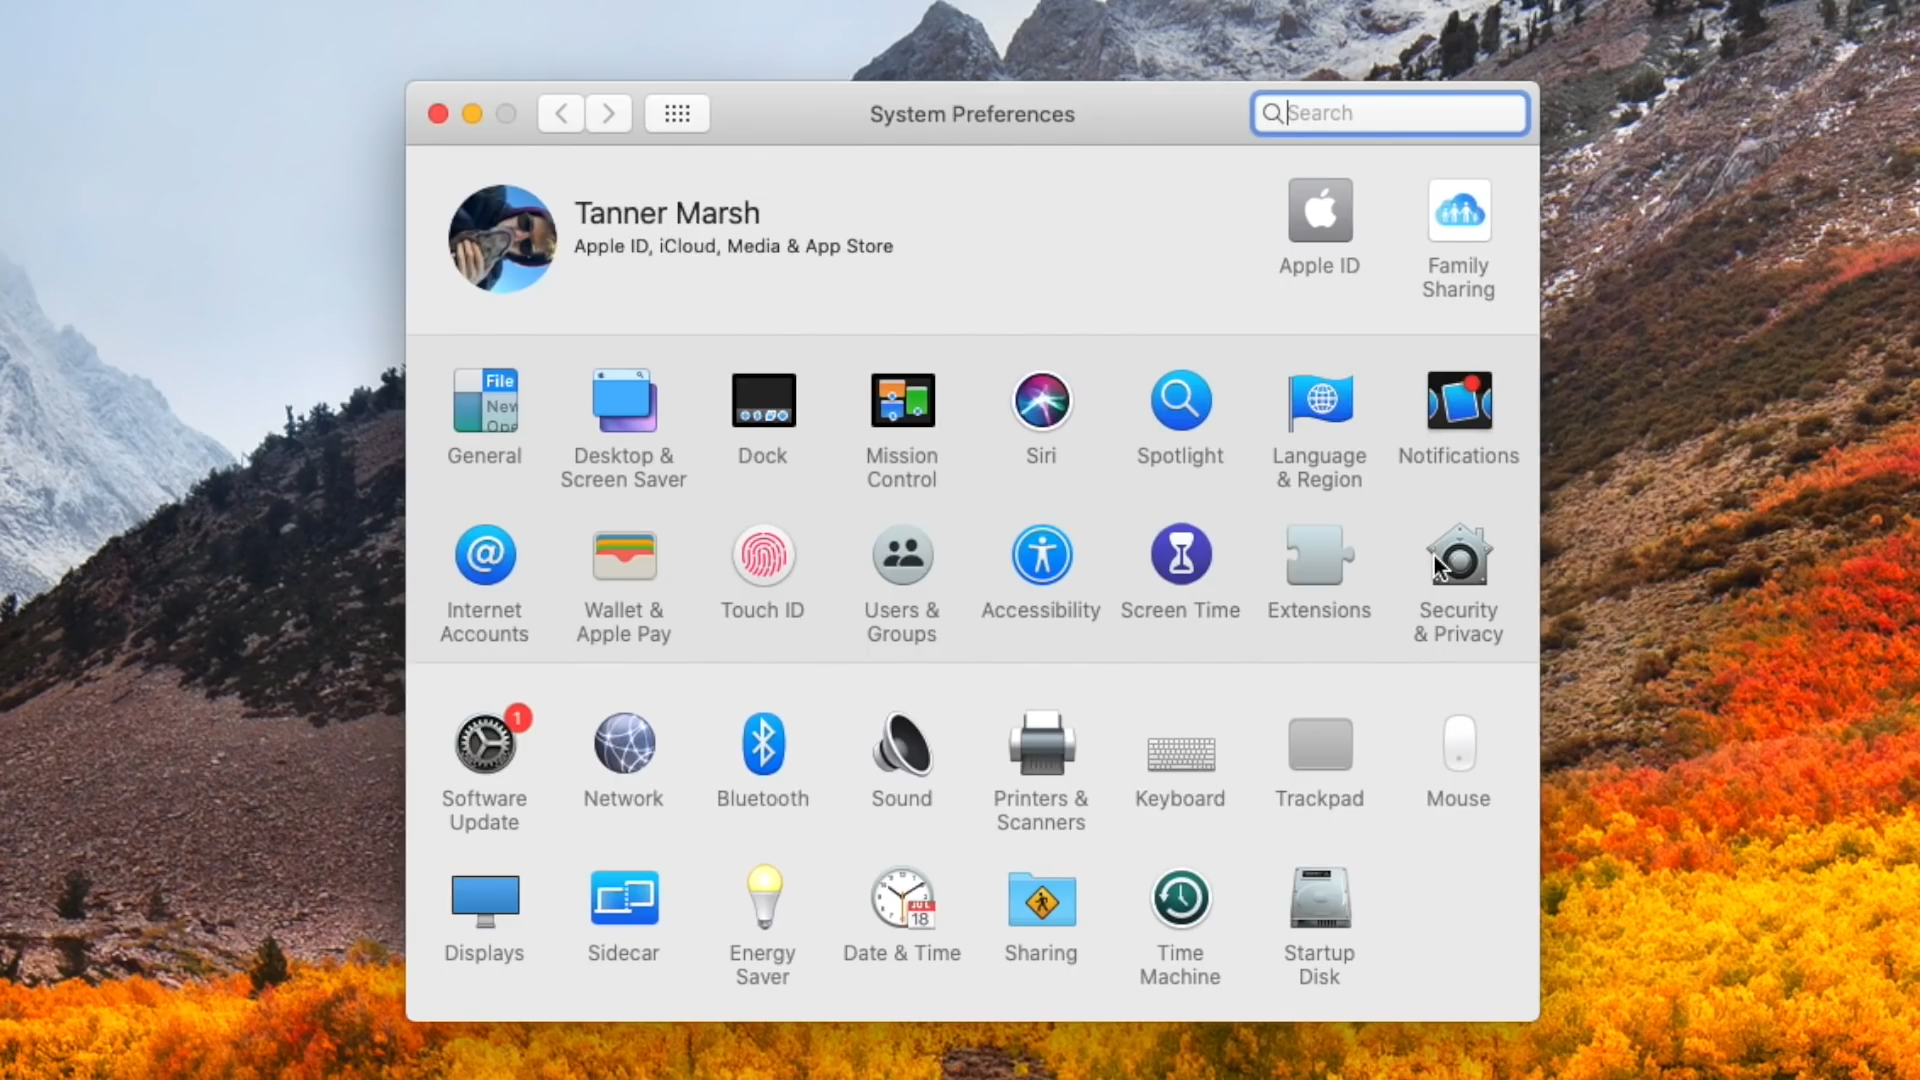 System Preferences
Search
Tanner Marsh
Apple ID, iCloud, Media & App Store
Apple ID
Family
Sharing
File
New
Ope
General
Desktop &
Screen Saver
Dock
Mission
Control
Siri
Spotlight
Language
& Region
Notifications
@
Internet
Accounts
Wallet &
Apple Pay
Touch ID
Users &
Groups
Accessibility
Screen Time
Extensions
Security
& Privacy
1
Software
Update
Network
Bluetooth
Sound
Printers &
Scanners
Keyboard
Trackpad
Mouse
Displays
Sidecar
Energy
Saver
JUL
18
Date & Time
Sharing
Time
Machine
Startup
Disk